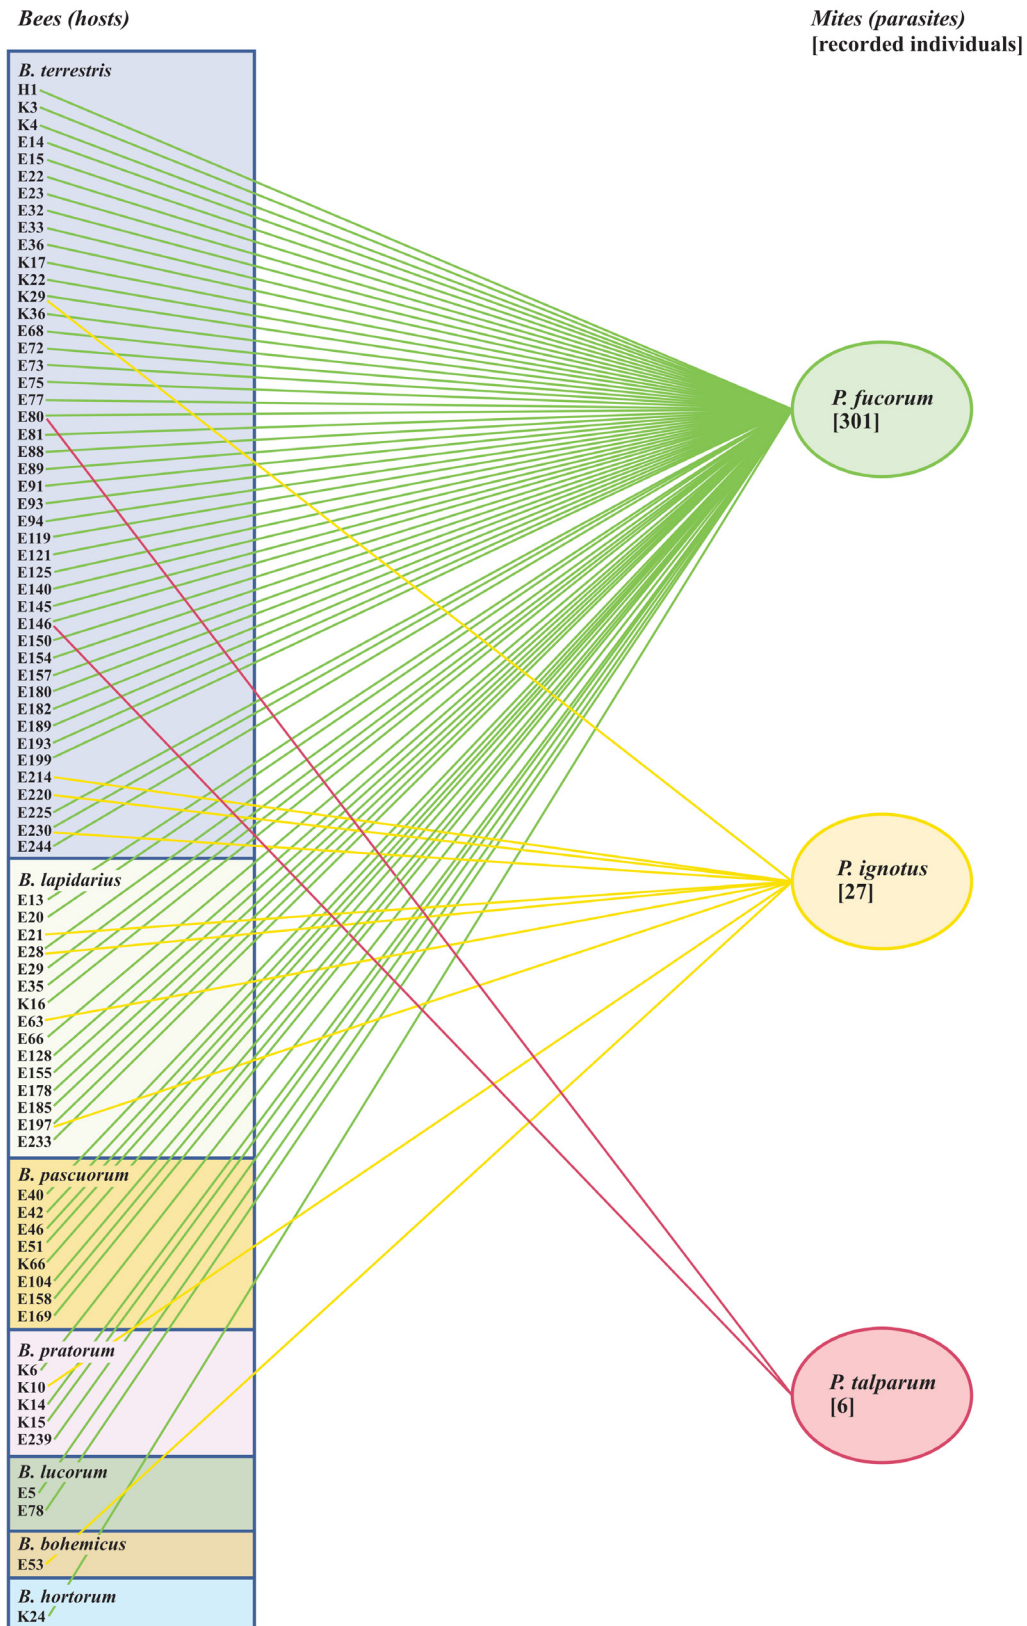 Bees (hosts)
Mites (parasites)
[recorded individuals]
B. terrestris
H1
K3
K4
E14
E15
E22
E23
E32
E33
E36
K17
K22
K29
K36
E68
E72
E73
E75
E77
E80
E81
E88
E89
E91
E93
E94
E119
E121
E125
E140
E145
E146
E150
E154
E157
E180
E182
E189
E193
E199
E214
E220
E225
E230
E244
B. lapidarius
E13
E20
E21
E28
E29
E35
K16
E63
E66
E128
E155
E178
E185
E197
E233
B. pascuorum
E40
E42
E46
E51
K66
E104
E158
E169
B. pratorum
K6
K10
K14
K15
E239
B. lucorum
E5
E78
B. bohemicus
E53
B. hortorum
K24
P. fucorum
[301]
P. ignotus
[27]
P. talparum
[6]